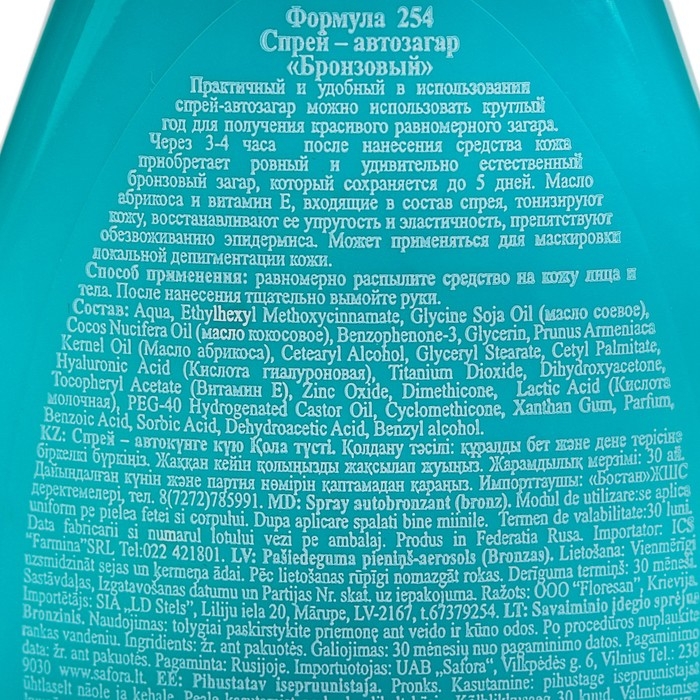 Формула 254
Спрей – автозагар
«Бронзовый»
Практичный и удобный в использовании
спрей-автозагар можно использовать круглый
год для получения красивого равномерного загара.
Через 3-4 часа после нанесения средства кожа
приобретает ровный и удивительно естественный
бронзовый загар, который сохраняется до 5 дней. Масло
абрикоса и витамин Е, входящие в состав спрея, тонизируют
кожу, восстанавливают ее упругость и эластичность, препятствуют
обезвоживанию эпидермиса. Может применяться для маскировки
локальной депигментации кожи.
Способ применения: равномерно распылите средство на кожу лица и
тела. После нанесения тщательно вымойте руки.
Состав: Aqua, Ethylhexyl Methoxycinnamate, Glycine Soja Oil (масло соевое),
Cocos Nucifera Oil (масло кокосовое), Benzophenone-3, Glycerin, Prunus Armeniaca
Kernel Oil (Масло абрикоса), Cetearyl Alcohol, Glyceryl Stearate, Cetyl Palmitate,
Hyaluronic Acid (Кислота гиалуроновая), Titanium Dioxide, Dihydroxyacetone,
Tocopheryl Acetate (Витамин Е), Zinc Oxide, Dimethicone, Lactic Acid (Кислота
молочная), PEG-40 Hydrogenated Castor Oil, Cyclomethicone, Xanthan Gum, Parfum,
Benzoic Acid, Sorbic Acid, Dehydroacetic Acid, Benzyl alcohol.
KZ: Спрей – автокүнге күю Қола түсті. Қолдану тәсілі: құралды бет және дене терісіне
біркелкі бүркіңіз. Жаққан кейін қолыңызды жақсылап жуыңыз. Жарамдылық мерзімі: 30 ай.
Дайындалған күнін және партия нөмірін қаптамадан қараңыз. Импорттаушы: «Бостан»ЖШС
деректемелері, тел. 8(7272)785991. MD: Spray autobronzant (bronz). Modul de utilizare:se aplica
uniform pe pielea fetei si corpului. Dupa aplicare spalati bine miinile. Termen de valabilitate:30 luni.
Data fabricarii si numarul lotului vezi pe ambalaj. Produs in Federatia Rusa. Importator: ICS
"Farmina"SRL Tel:022 421801. LV: Pašiedeguma pieniņš-aerosols (Bronzas). Lietošana: Vienmērīgi
uzsmidzināt sejas un ķermeņa ādai. Pēc lietošanas rūpīgi nomazgāt rokas. Derīguma termiņš: 30 mēneši.
Sastāvdaļas, Izgatavošanas datumu un Partijas Nr. skat. uz iepakojuma. Ražots: OOO "Floresan", Krievija.
Importētājs: SIA „LD Stels", Liliju iela 20, Mārupe, LV-2167, t.67379254. LT: Savaiminio įdegio sprėjus
Bronzinis. Naudojimas: tolygiai paskirstykite priemonę ant veido ir kūno odos. Po procedūros nuplaukite
rankas vandeniu. Ingridients: žr. ant pakuotės. Galiojimas: 30 mėnesių nuo pagaminimo datos. Pagaminimo
data: žr. ant pakuotės. Pagaminta: Rusijoje. Importuotojas: UAB „Safora", Vilkpėdės g. 6, Vilnius Tel.: 238
9030 www.safora.lt. EE: Pihustatav isepruunistaja. Pronks. Kasutamine: pihustage isepruunistaja
ühtlaselt näole ja kehale.